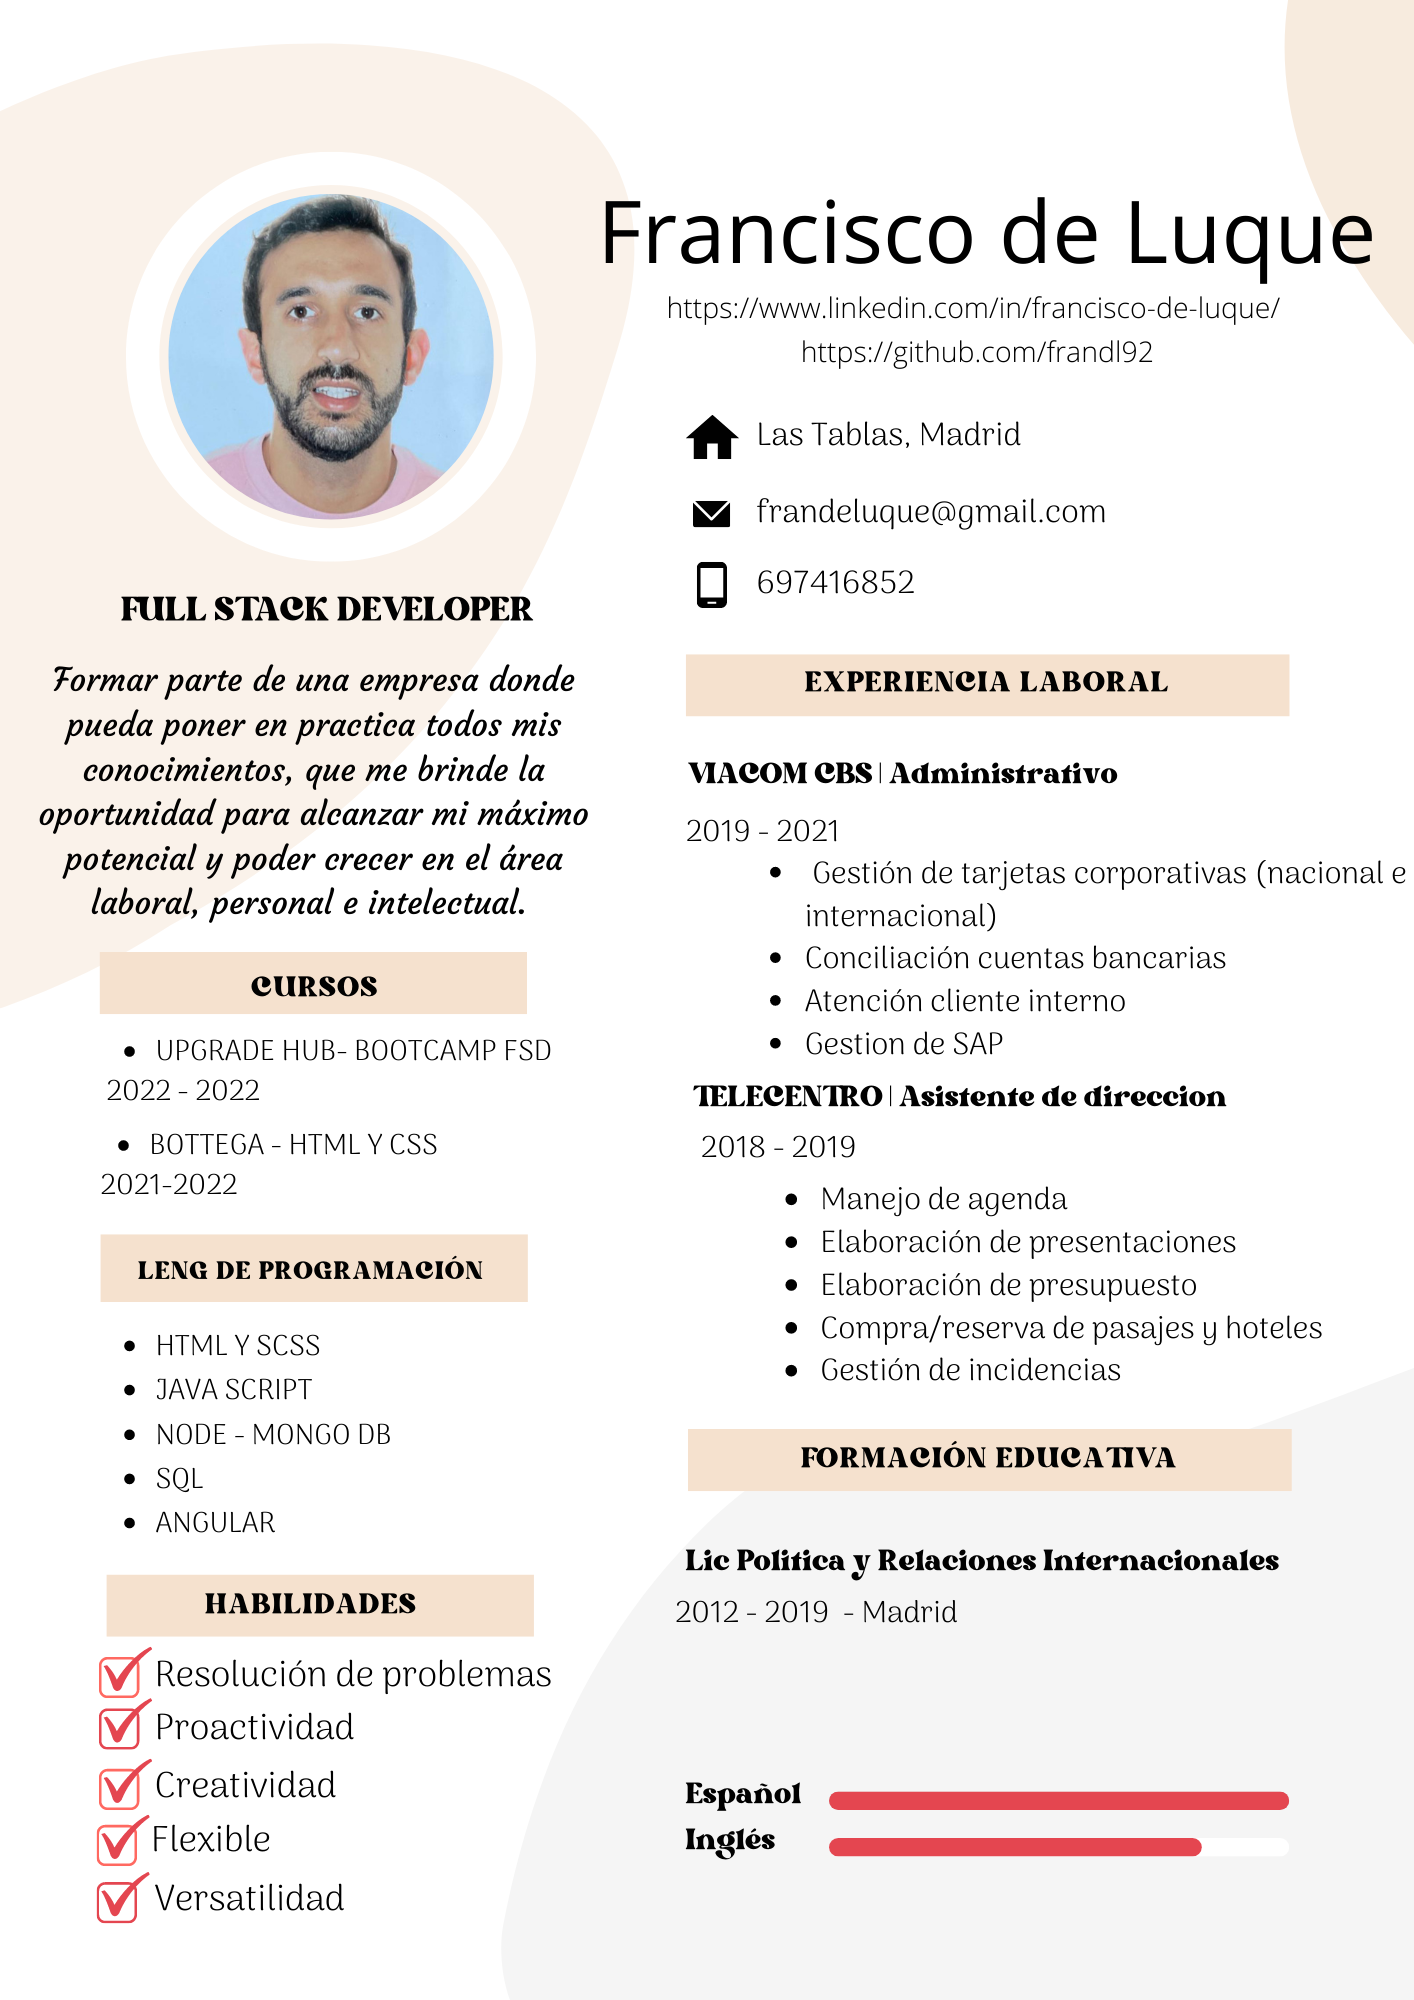 Francisco de Luque
https://www.linkedin.com/in/francisco-de-luque/
https://github.com/frandl92
Las Tablas, Madrid
frandeluque@gmail.com
697416852
FULL STACK DEVELOPER
Formar parte de una empresa donde
pueda poner en practica todos mis
conocimientos, que me brinde la
oportunidad para alcanzar mi máximo
potencial y poder crecer en el área
laboral, personal e intelectual.
CURSOS
• UPGRADE HUB- BOOTCAMP FSD
2022 - 2022
• BOTTEGA - HTML Y CSS
2021-2022
LENG DE PROGRAMACIÓN
• HTML Y SCSS
• JAVA SCRIPT
• NODE - MONGO DB
• SQL
• ANGULAR
HABILIDADES
Resolución de problemas
Proactividad
Creatividad
Flexible
Versatilidad
EXPERIENCIA LABORAL
VIACOM CBS | Administrativo
2019 - 2021
• Gestión de tarjetas corporativas (nacional e
internacional)
• Conciliación cuentas bancarias
• Atención cliente interno
• Gestion de SAP
TELECENTRO | Asistente de direccion
2018 - 2019
• Manejo de agenda
• Elaboración de presentaciones
• Elaboración de presupuesto
• Compra/reserva de pasajes y hoteles
• Gestión de incidencias
FORMACIÓN EDUCATIVA
Lic Politica y Relaciones Internacionales
2012 - 2019 - Madrid
Español
Inglés